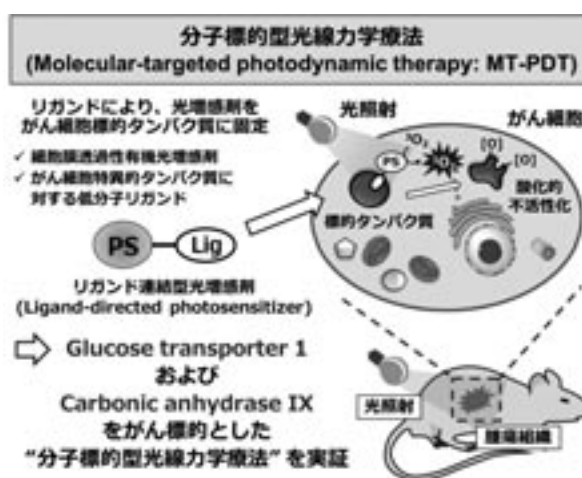 分子標的型光線力学療法
(Molecular-targeted photodynamic therapy: MT-PDT)
リガンドにより、光増感剤を
がん細胞標的タンパク質に固定
✓ 細胞膜透過性有機光増感剤
✓ がん細胞特異的タンパク質に
対する低分子リガンド
PS
Lig
リガンド連結型光増感剤
(Ligand-directed photosensitizer)
光照射
がん細胞
³O₂
PS
¹O₂
[O]
[O]
酸化的
不活性化
標的タンパク質
Glucose transporter 1
および
Carbonic anhydrase IX
をがん標的とした
“分子標的型光線力学療法” を実証
光照射
腫瘍組織